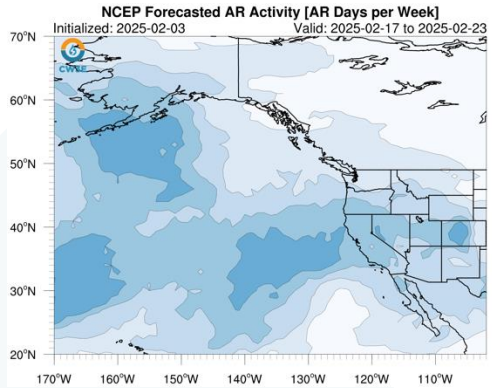 NCEP Forecasted AR Activity [AR Days per Week]
Initialized: 2025-02-03 Valid: 2025-02-17 to 2025-02-23
70°N
60°N
50°N
40°N
30°N
20°N
170°W 160°W 150°W 140°W 130°W 120°W 110°W
CW3E